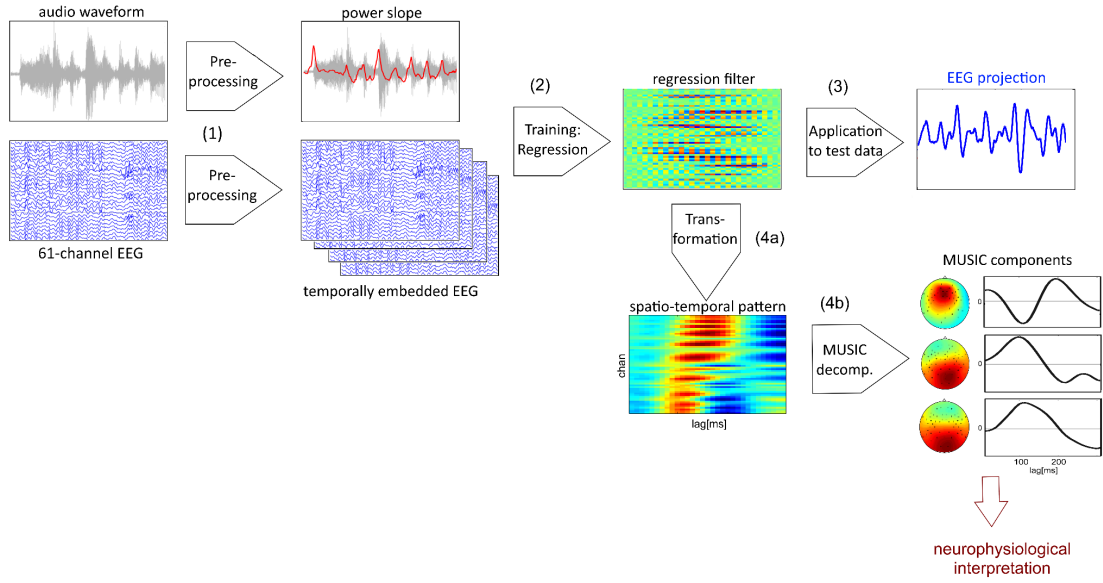 audio waveform
Pre-
processing
power slope
(1)
Pre-
processing
61-channel EEG
temporally embedded EEG
(2)
Training:
Regression
regression filter
(3)
Application
to test data
EEG projection
Trans-
formation
(4a)
spatio-temporal pattern
chan
lag[ms]
(4b)
MUSIC
decomp.
MUSIC components
0
0
0
100 200
lag[ms]
neurophysiological
interpretation